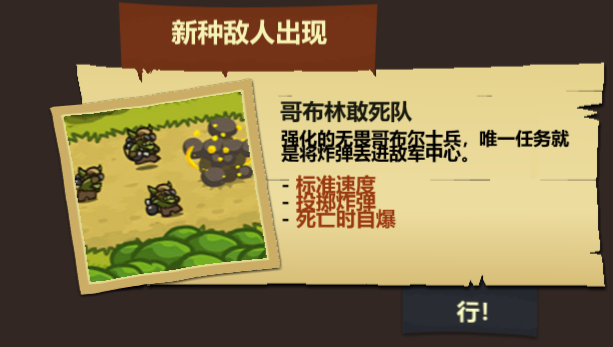 新种敌人出现
哥布林敢死队
强化的无畏哥布尔士兵，唯一任务就
是将炸弹丢进敌军中心。
- 标准速度
- 投掷炸弹
- 死亡时自爆
行!